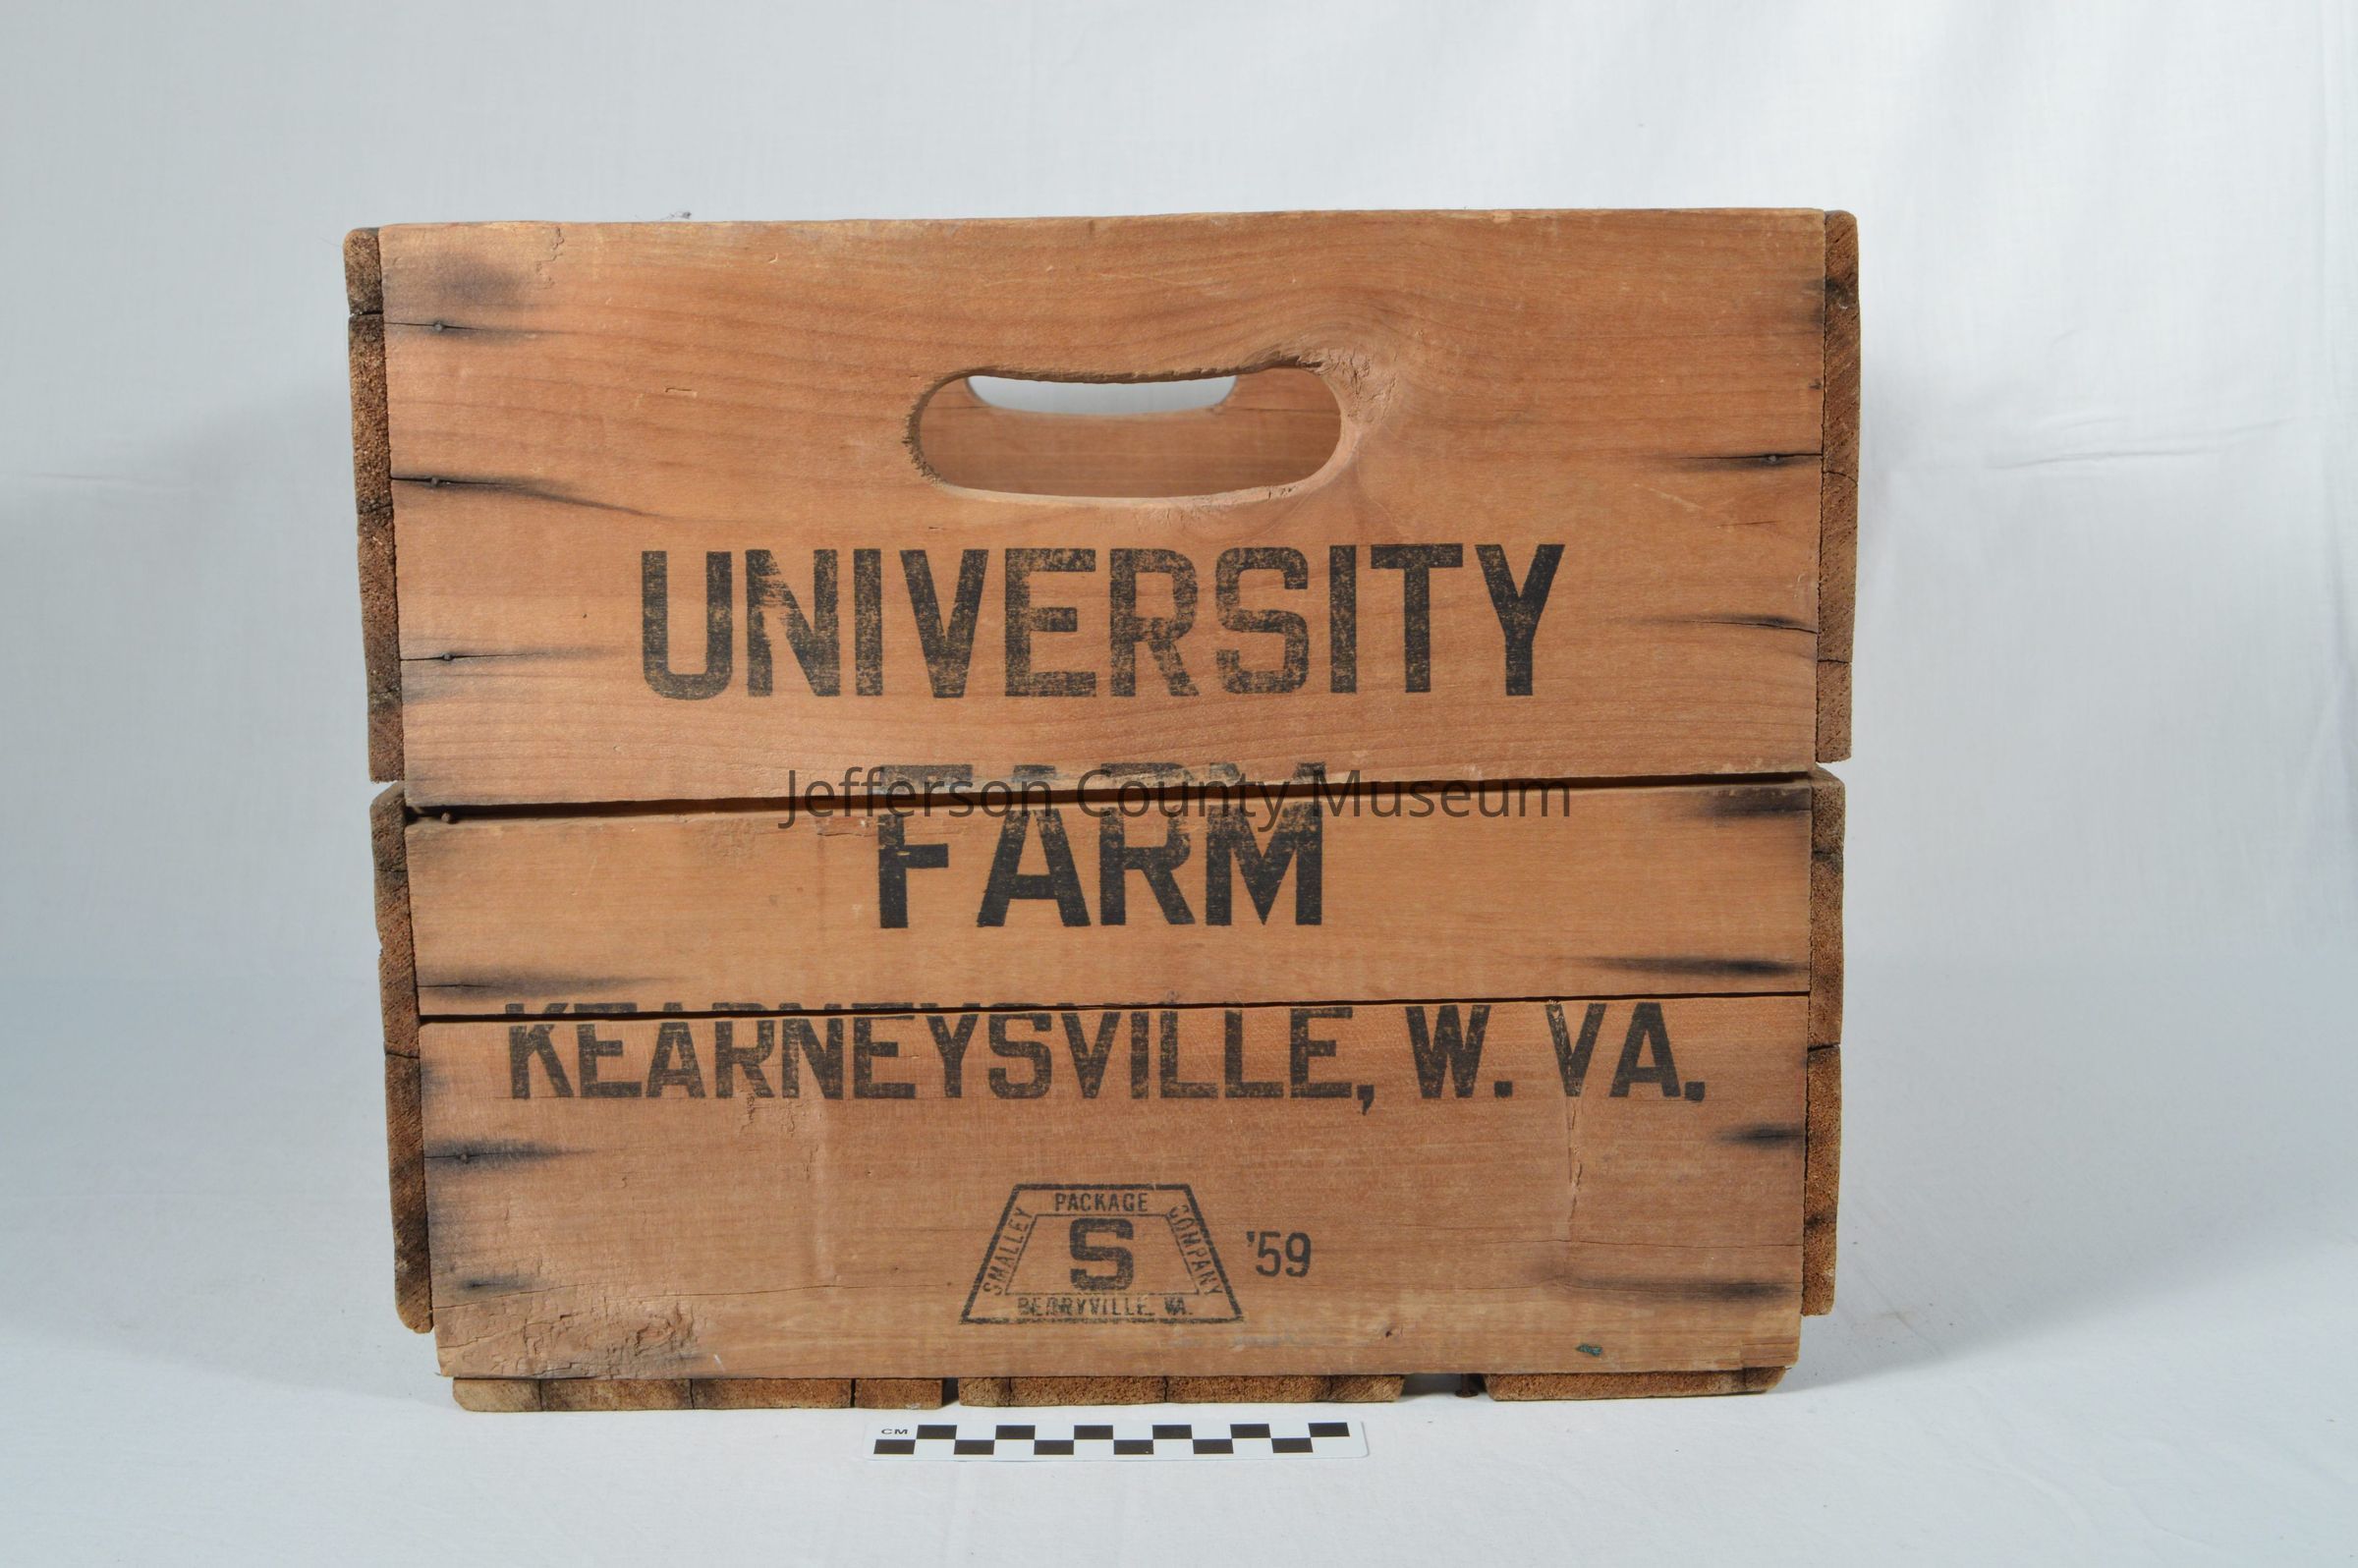 UNIVERSITY
FARM
Jefferson County Museum
KEARNEYSVILLE, W. VA.
PACKAGE
SMALLEY
COMPANY
S
'59
BERRYVILLE, VA.
CM